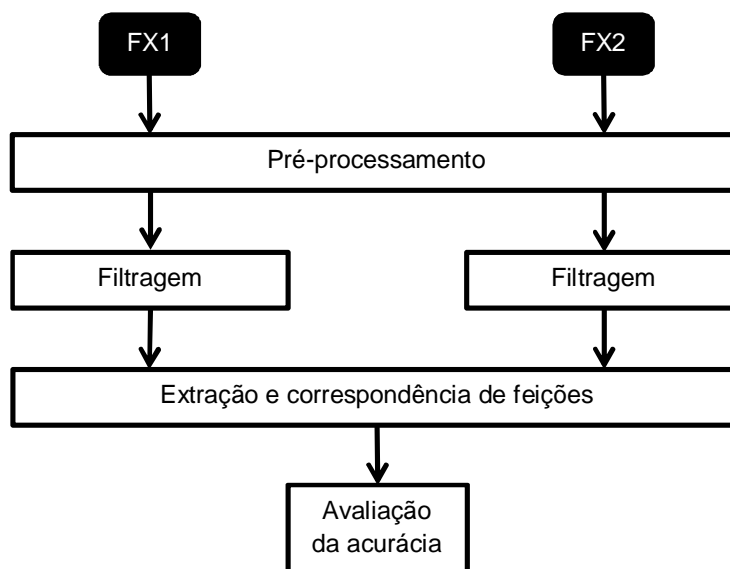 FX1
FX2
Pré-processamento
Filtragem
Filtragem
Extração e correspondência de feições
Avaliação
da acurácia